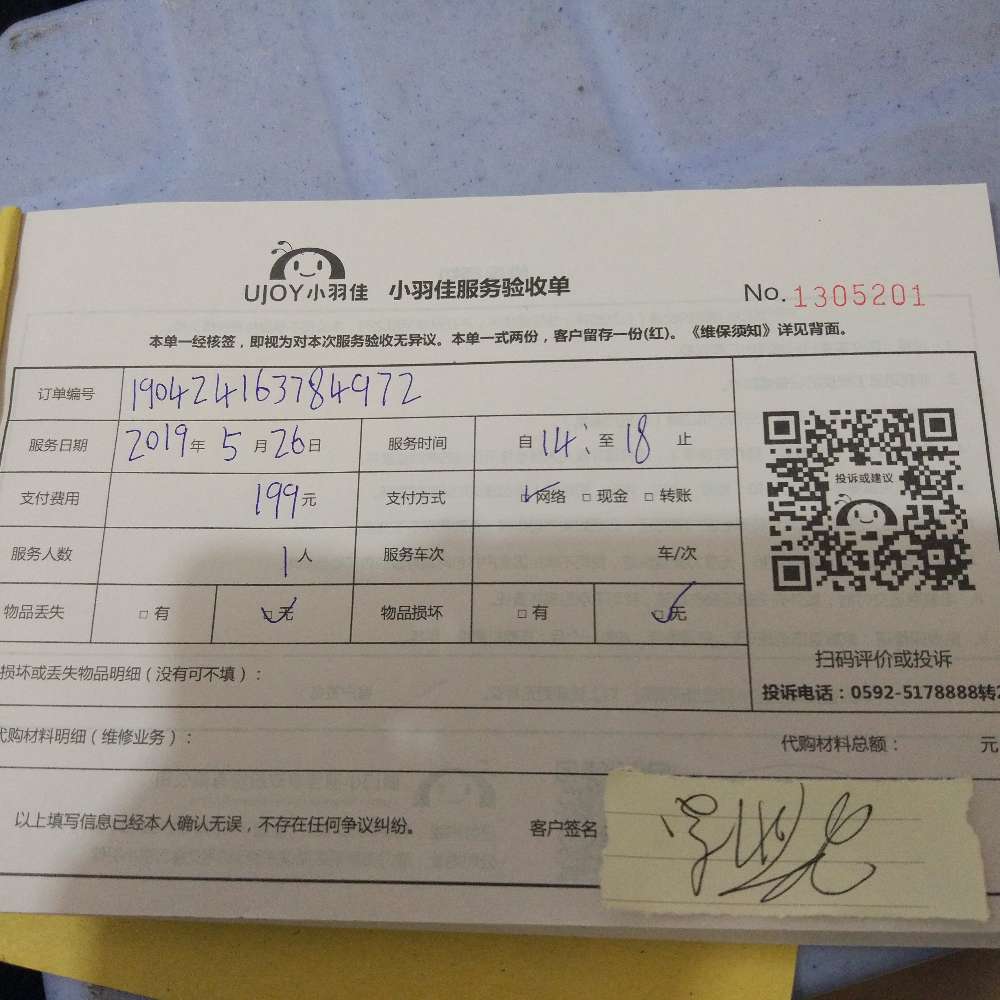 UJOY小羽佳 小羽佳服务验收单 No. 1305201
本单一经核签，即视为对本次服务验收无异议。本单一式两份，客户留存一份(红)。《维保须知》详见背面。
订单编号 190424163784972
服务日期 2019年 5月 26日 服务时间 自 14: 至 18 止
投诉或建议
支付费用 199元 支付方式 ☑网络 □现金 □转账
服务人数 1人 服务车次 车/次
物品丢失 □有 ☑无 物品损坏 □有 ☑无
扫码评价或投诉
损坏或丢失物品明细（没有可不填）：
投诉电话：0592-5178888转2
代购材料明细（维修业务）： 代购材料总额： 元
以上填写信息已经本人确认无误，不存在任何争议纠纷。 客户签名：